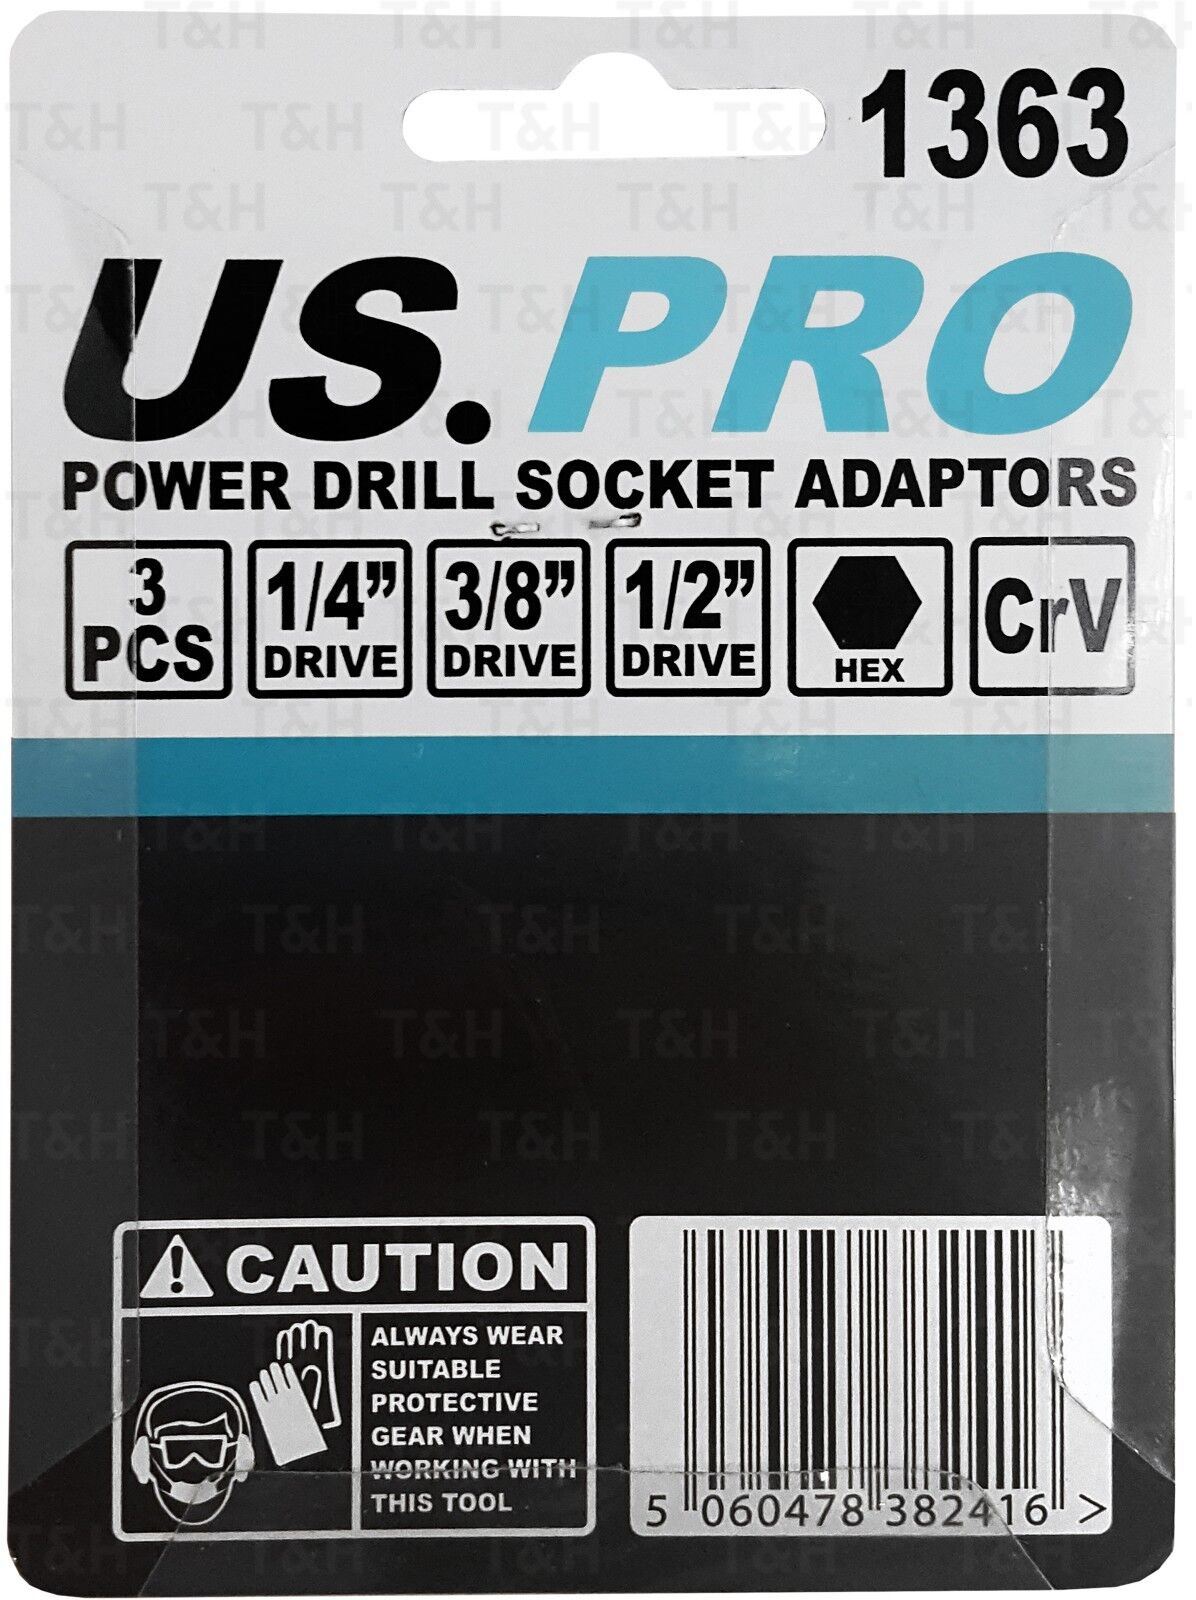 1363
US.PRO
POWER DRILL SOCKET ADAPTORS
3 PCS
1/4” DRIVE
3/8” DRIVE
1/2” DRIVE
HEX
CrV
CAUTION
ALWAYS WEAR
SUITABLE
PROTECTIVE
GEAR WHEN
WORKING WITH
THIS TOOL
5 060478 382416 >
T&H